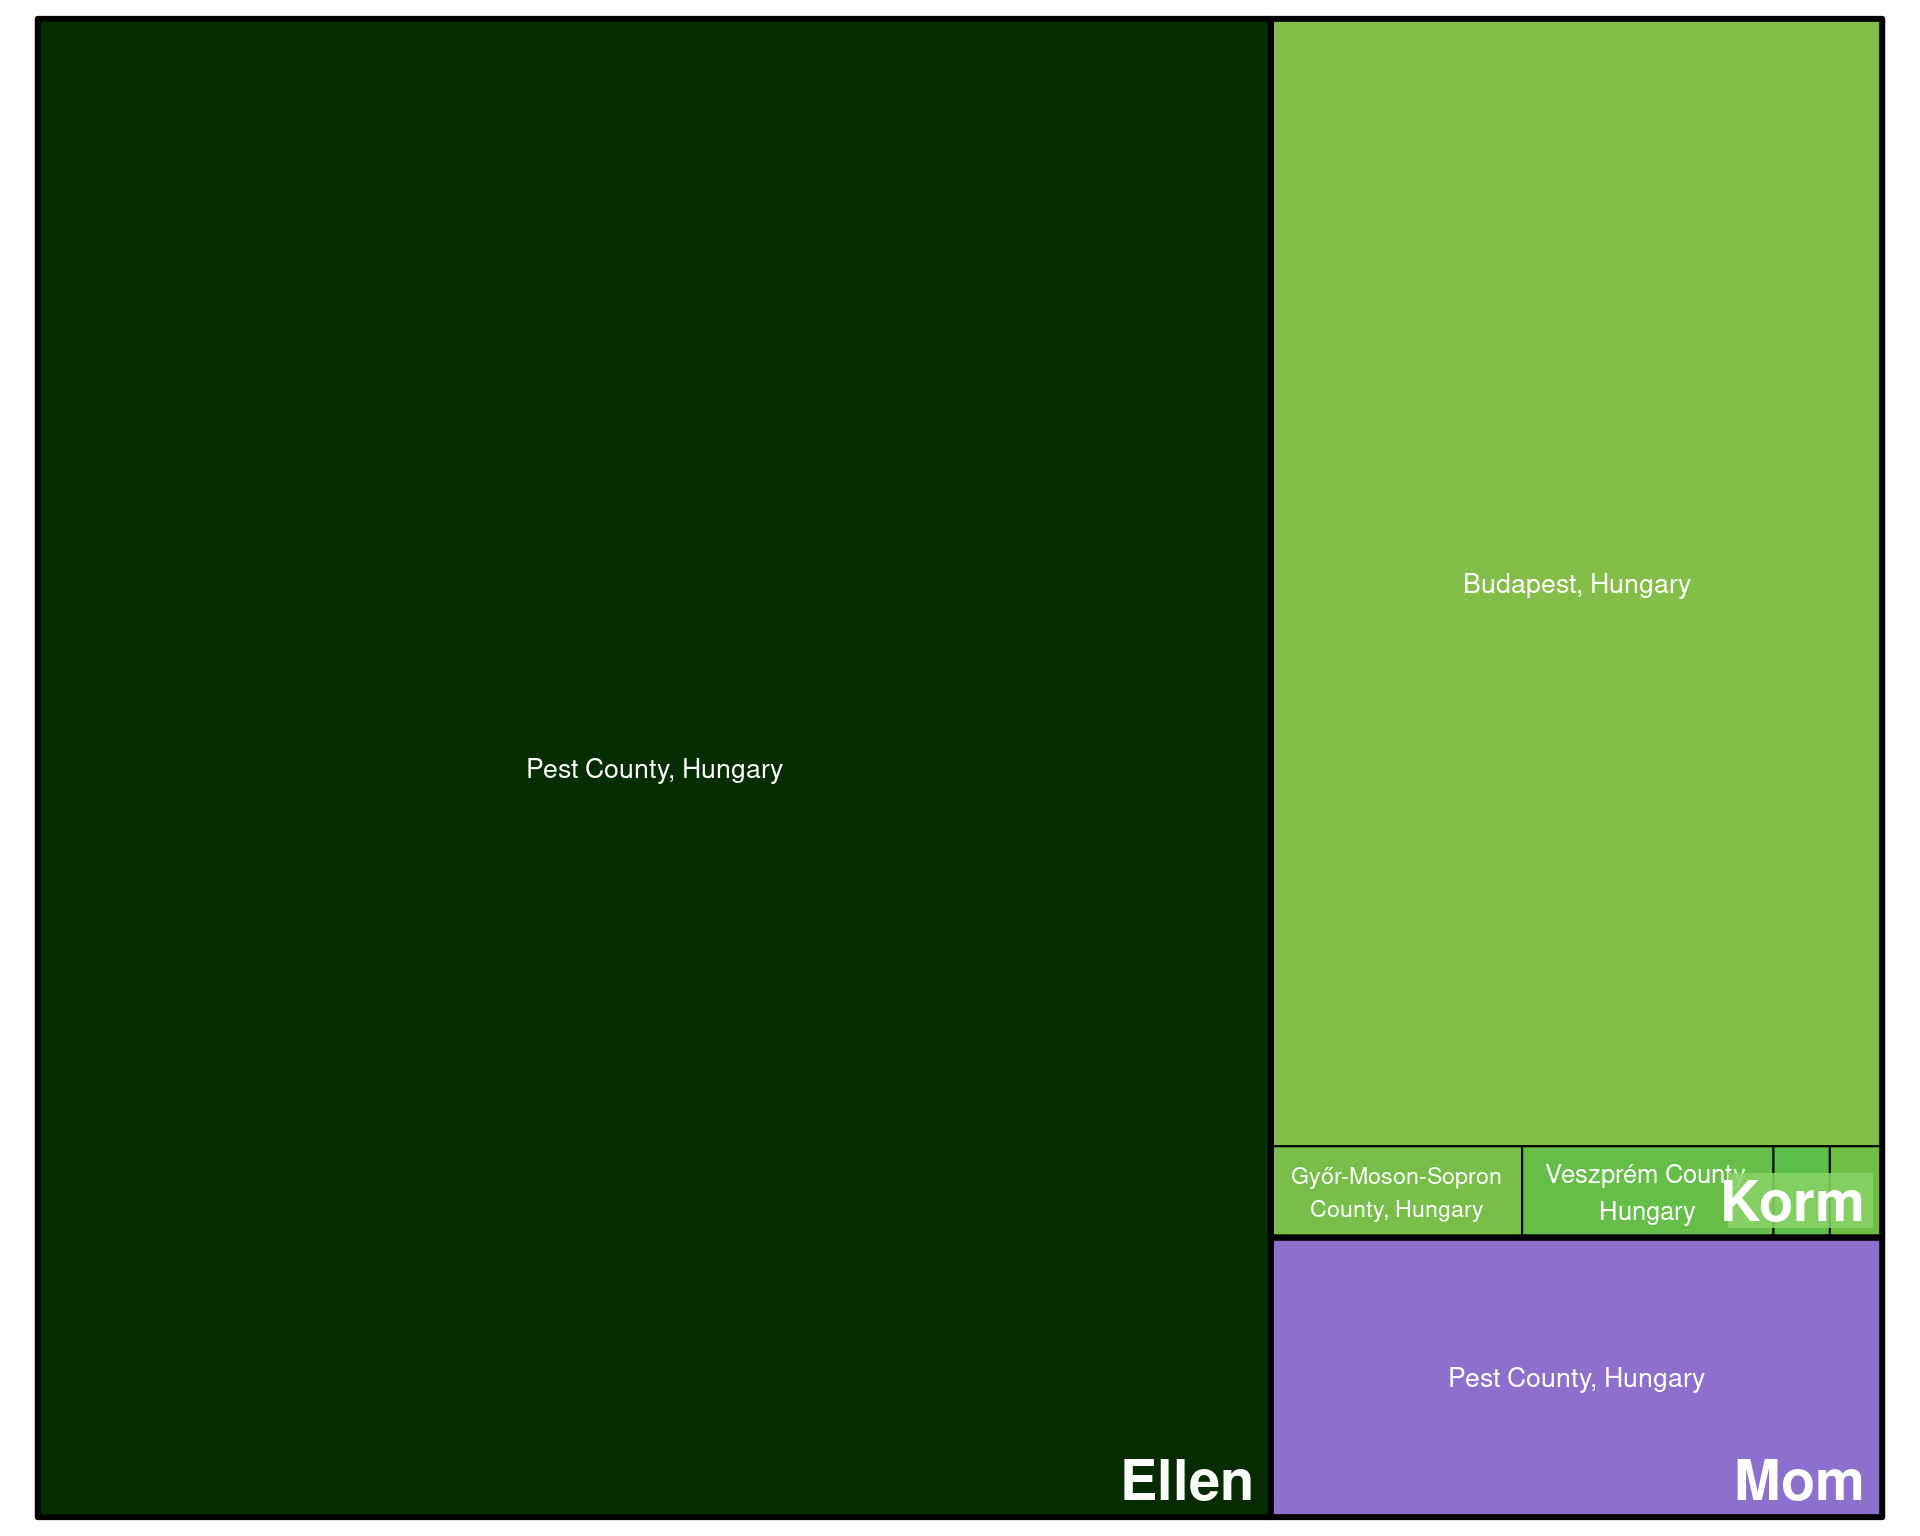 Budapest, Hungary
Pest County, Hungary
Győr-Moson-Sopron
County, Hungary
Veszprém County,
Hungary
Korm
Pest County, Hungary
Ellen
Mom